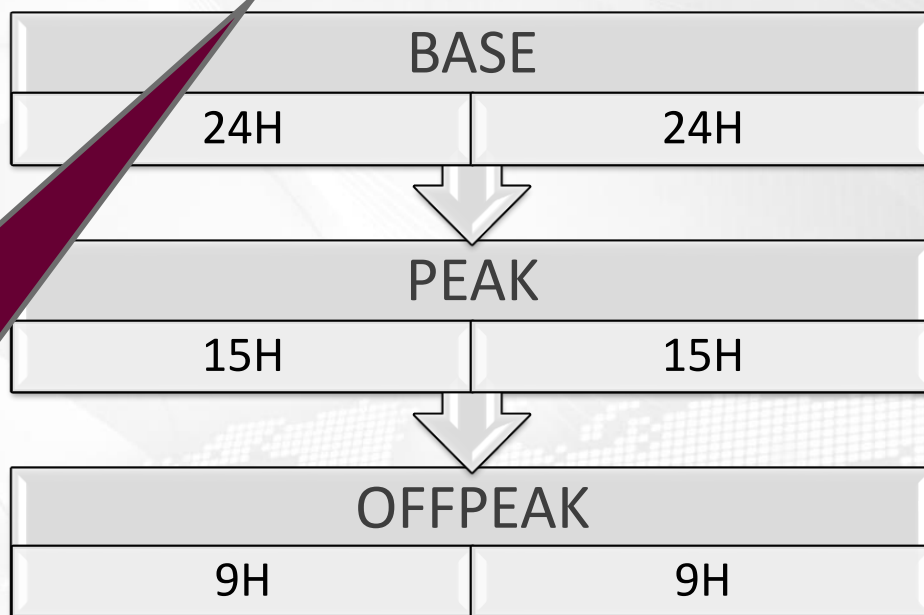 BASE
24H 24H
PEAK
15H 15H
OFFPEAK
9H 9H